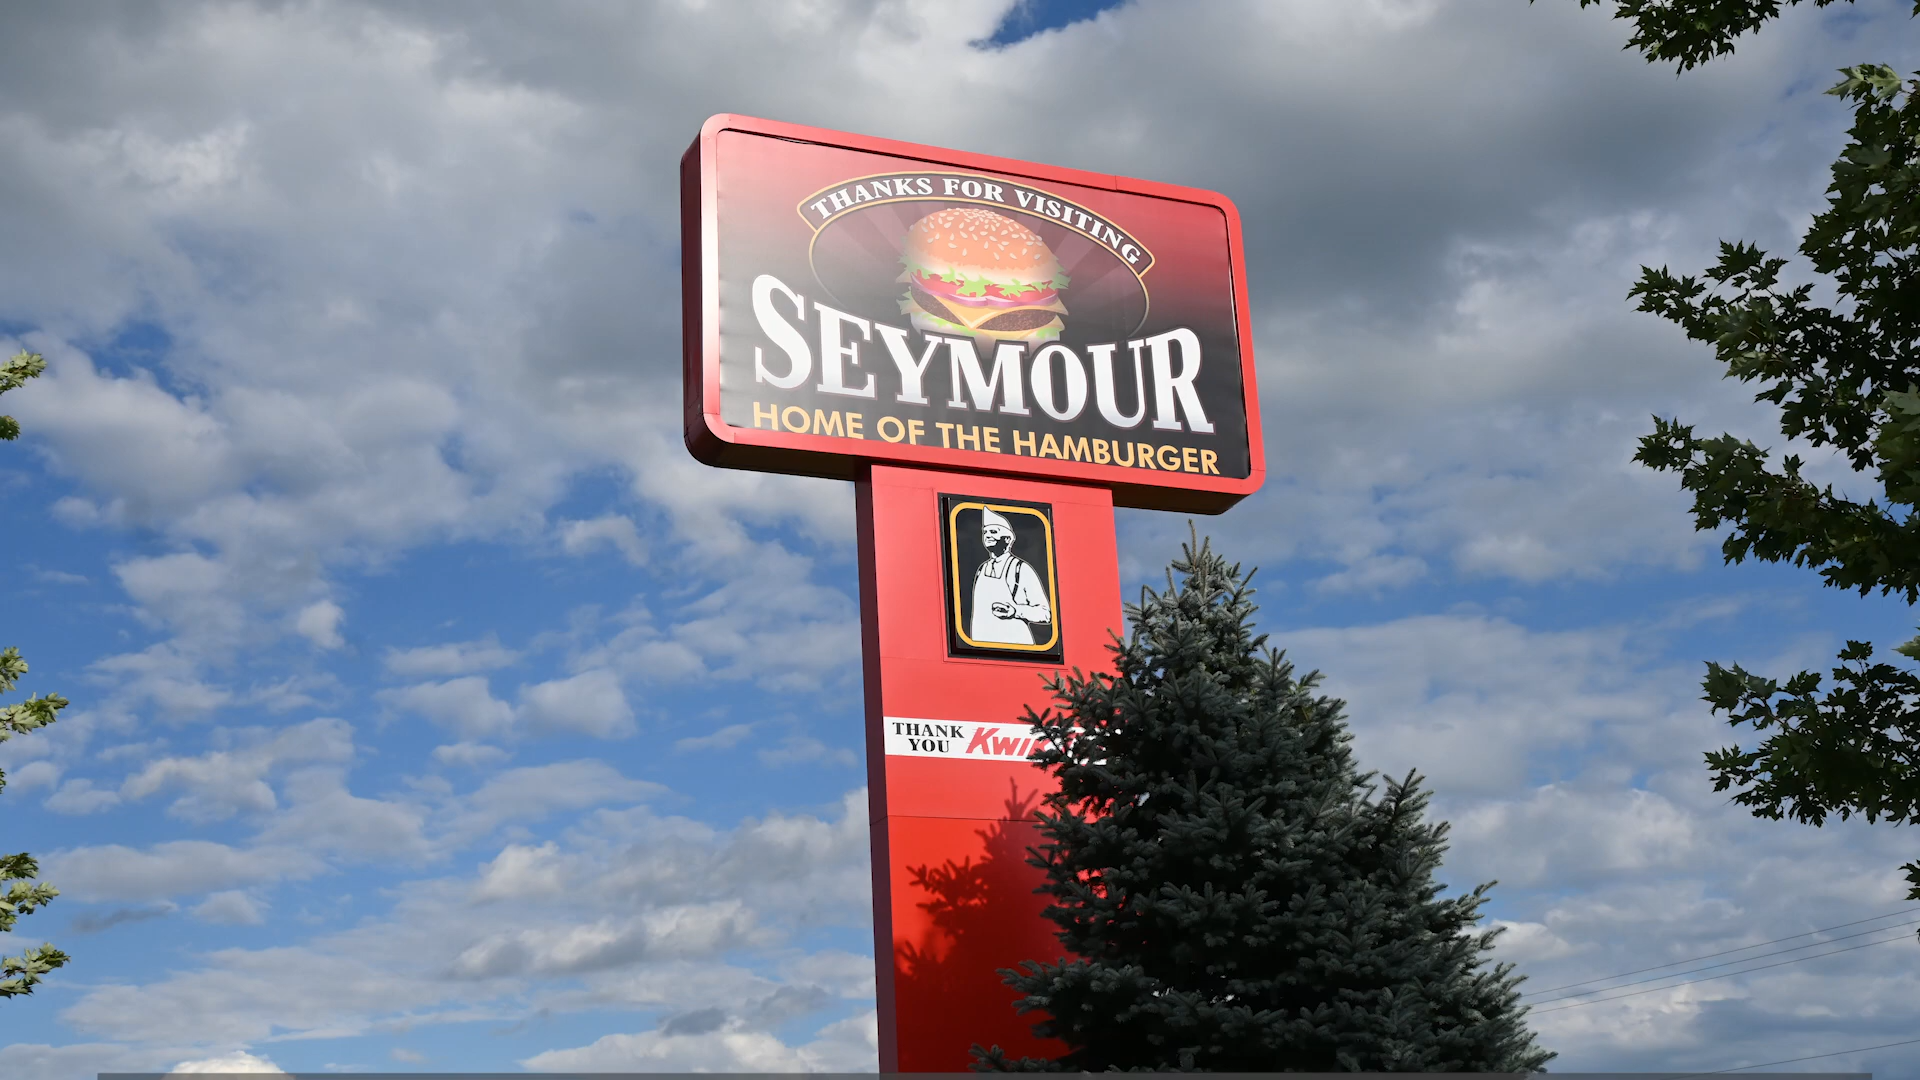 THANKS FOR VISITING
SEYMOUR
HOME OF THE HAMBURGER
THANK
YOU